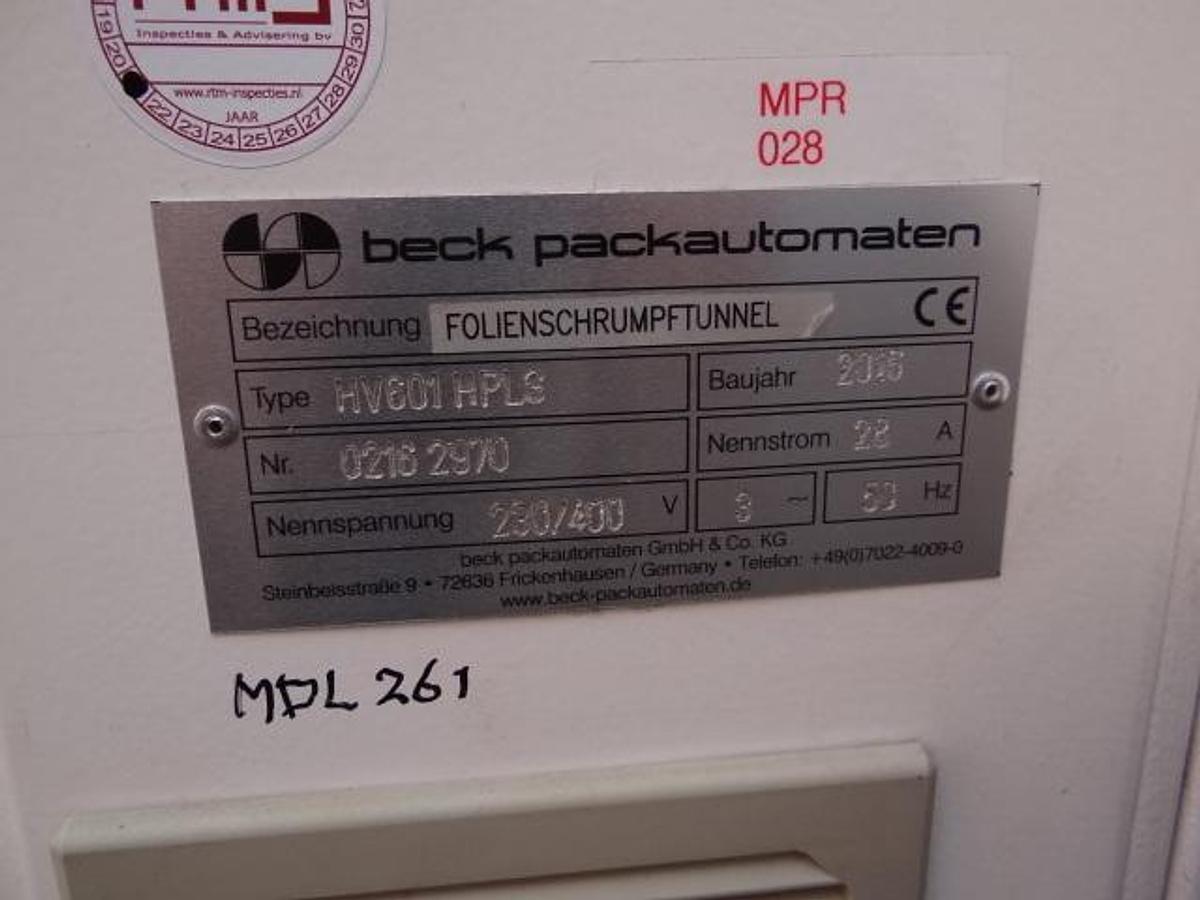 Inspecties & Advisering bv
www.rtm-inspecties.nl
JAAR
19 20 22 23 24 25 26 27 28 29 30
MPR
028
beck packautomaten
Bezeichnung FOLIENSCHRUMPFTUNNEL CE
Type HV601 HPLS Baujahr
Nr. 0216 2970 Nennstrom 28 A
Nennspannung 230/400 V 3 ~ 50 Hz
beck packautomaten GmbH & Co. KG
Steinbeisstraße 9 • 72636 Frickenhausen / Germany • Telefon: +49(0)7022-4009-0
www.beck-packautomaten.de
MDL 261